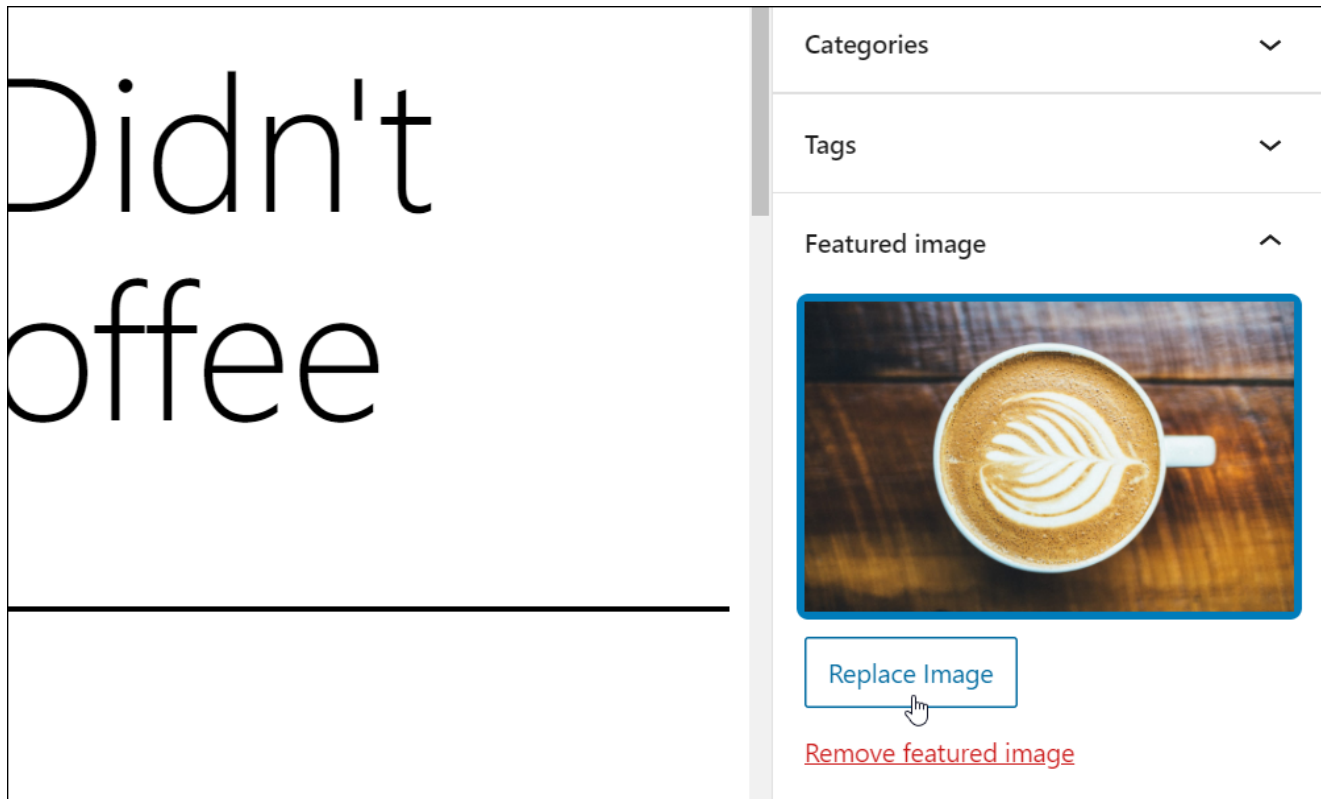 Didn't
offee
Categories
Tags
Featured image
Replace Image
Remove featured image